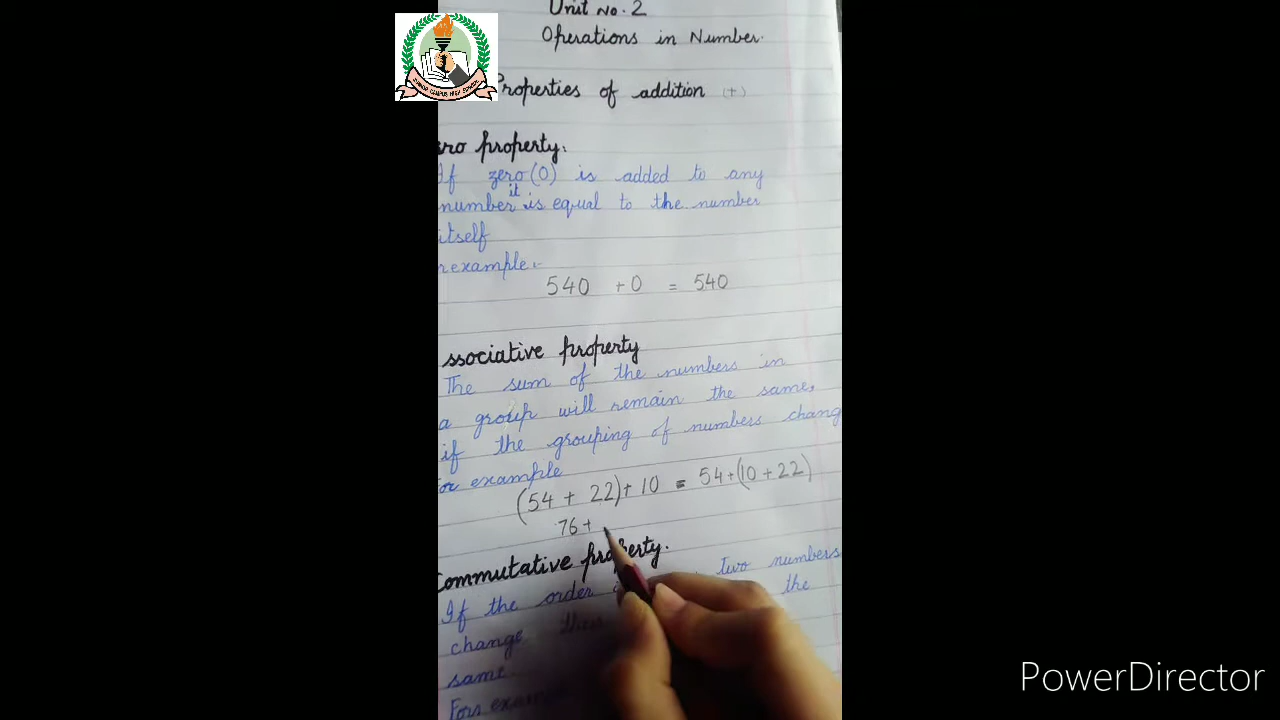 Unit No. 2
Operations in Number.
Properties of addition (+)
ero property.
If zero (0) is added to any
it
number is equal to the number
itself
r example:-
540 + 0 = 540
ssociative property
The sum of the numbers in
a group will remain the same,
if the grouping of numbers chang
or example
(54 + 22) + 10 = 54 + (10 + 22)
76 +
Commutative property.
If the order two numbers
change the
same
For exam
PowerDirector